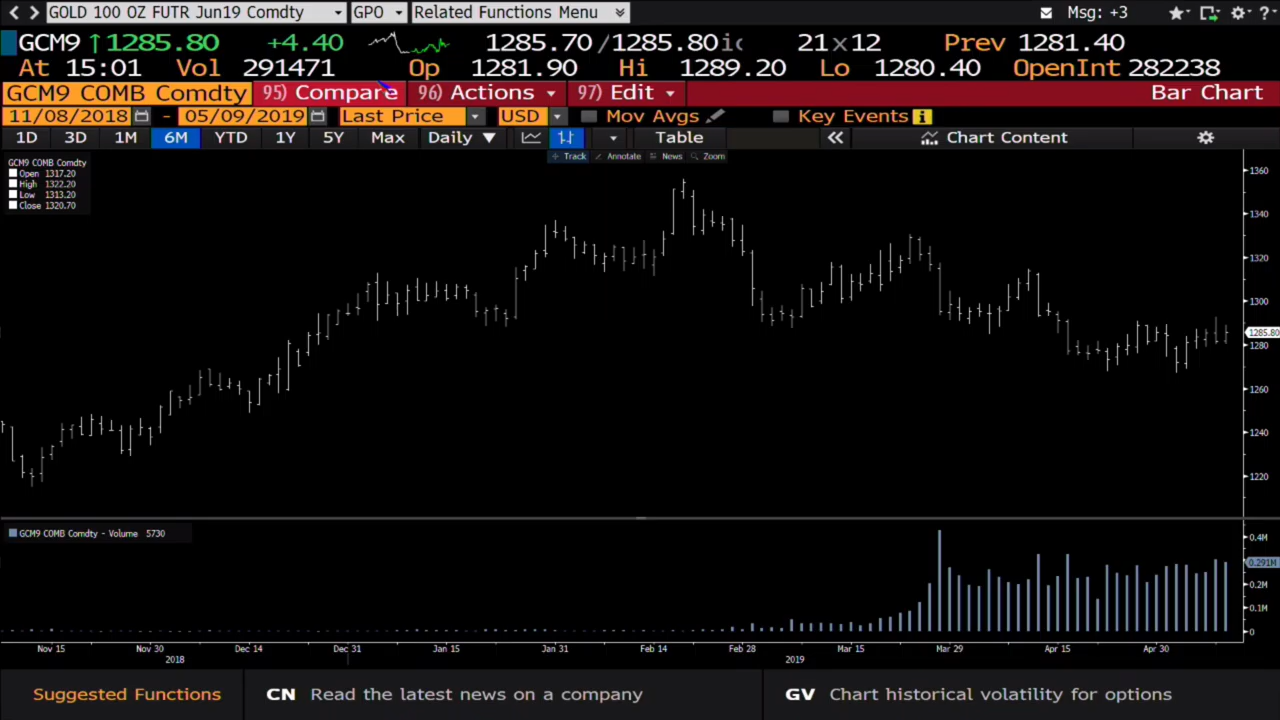 GOLD 100 OZ FUTR Jun19 Comdty GPO Related Functions Menu Msg: +3 ?
GCM9 ↑1285.80 +4.40 1285.70 /1285.80 21x12 Prev 1281.40
At 15:01 Vol 291471 Op 1281.90 Hi 1289.20 Lo 1280.40 OpenInt 282238
GCM9 COMB Comdty 95) Compare 96) Actions 97) Edit Bar Chart
11/08/2018 - 05/09/2019 Last Price USD Mov Avgs Key Events
1D 3D 1M 6M YTD 1Y 5Y Max Daily ▼ Table « Chart Content
Track Annotate News Zoom
GCM9 COMB Comdty
Open 1317.20
High 1322.20
Low 1313.20
Close 1320.70
1360
1340
1320
1300
1285.80
1280
1260
1240
1220
GCM9 COMB Comdty - Volume 5730
0.4M
0.291M
0.2M
0.1M
0
Nov 15 Nov 30 Dec 14 Dec 31 Jan 15 Jan 31 Feb 14 Feb 28 Mar 15 Mar 29 Apr 15 Apr 30
2018 2019
Suggested Functions CN Read the latest news on a company GV Chart historical volatility for options